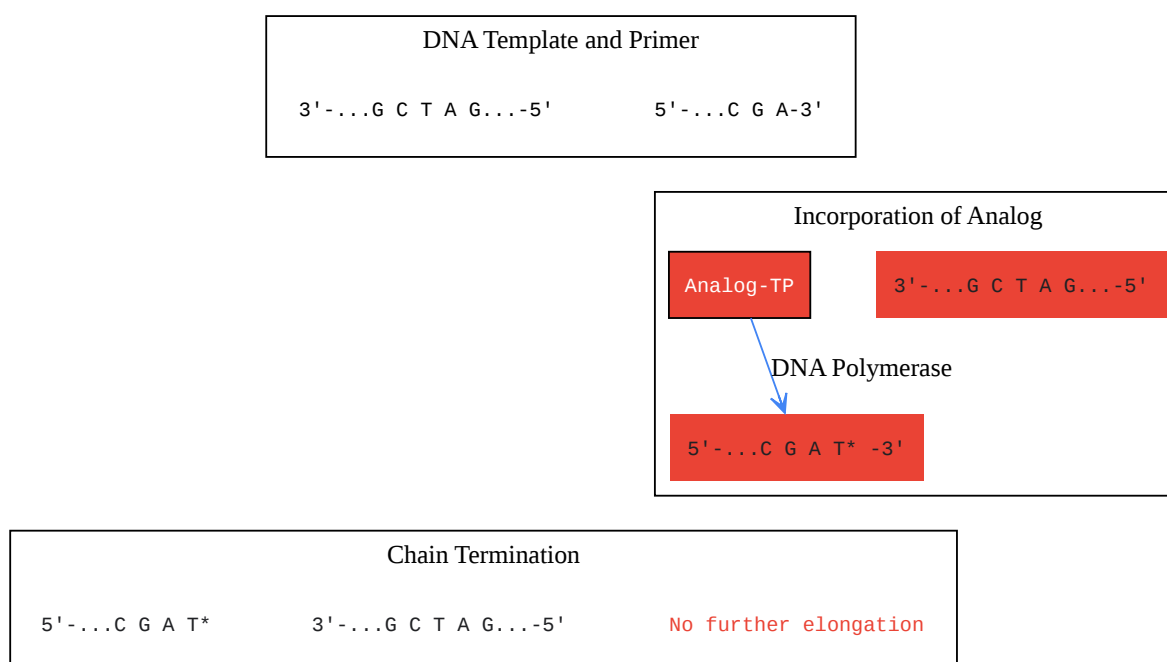 DNA Template and Primer
3'-...G C T A G...-5'
5'-...C G A-3'
Incorporation of Analog
Analog-TP
3'-...G C T A G...-5'
DNA Polymerase
5'-...C G A T* -3'
Chain Termination
5'-...C G A T*
3'-...G C T A G...-5'
No further elongation